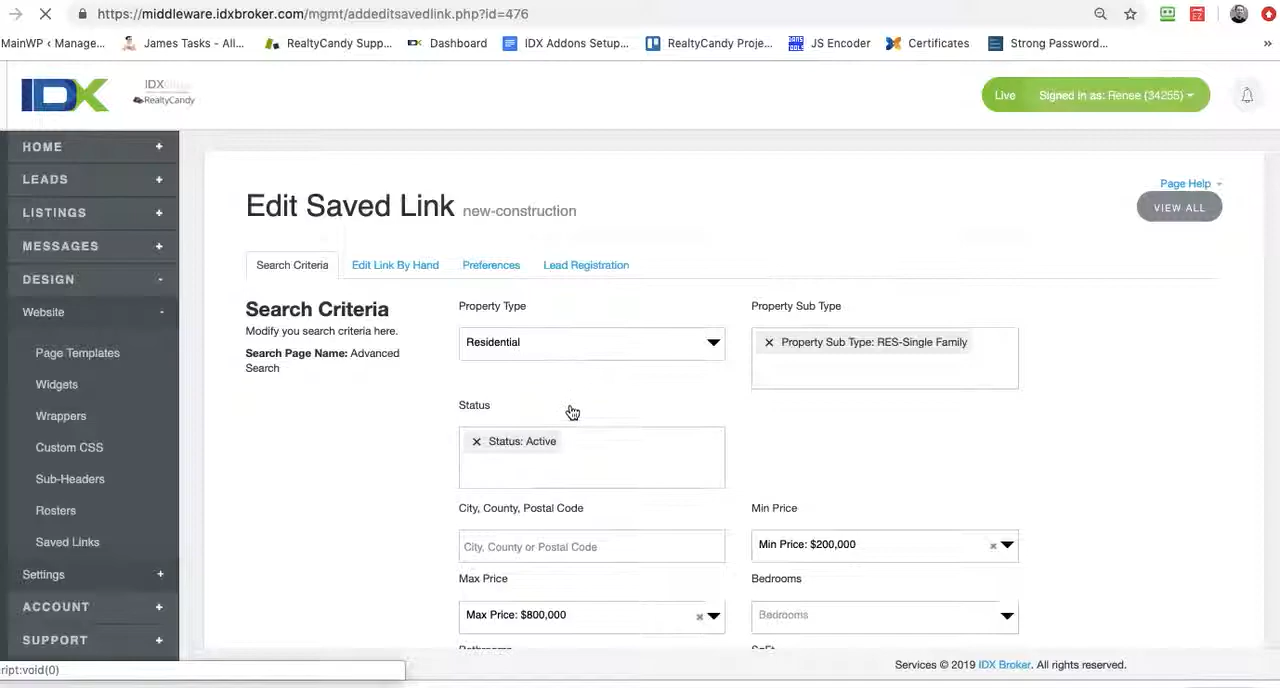 https://middleware.idxbroker.com/mgmt/addeditsavedlink.php?id=476
MainWP ‹ Manage...
James Tasks - All...
RealtyCandy Supp...
Dashboard
IDX Addons Setup...
RealtyCandy Proje...
JS Encoder
Certificates
Strong Password...
»
IDX
IDX
RealtyCandy
Live
Signed in as: Renee (34255)
HOME +
LEADS +
LISTINGS +
MESSAGES +
DESIGN -
Website -
Page Templates
Widgets
Wrappers
Custom CSS
Sub-Headers
Rosters
Saved Links
Settings +
ACCOUNT +
SUPPORT +
Page Help
VIEW ALL
Edit Saved Link new-construction
Search Criteria
Edit Link By Hand
Preferences
Lead Registration
Search Criteria
Modify you search criteria here.
Search Page Name: Advanced
Search
Property Type
Residential
Property Sub Type
× Property Sub Type: RES-Single Family
Status
× Status: Active
City, County, Postal Code
City, County or Postal Code
Min Price
Min Price: $200,000 ×
Max Price
Max Price: $800,000 ×
Bedrooms
Bedrooms
Bathrooms
SqFt
Services © 2019 IDX Broker. All rights reserved.
ript:void(0)